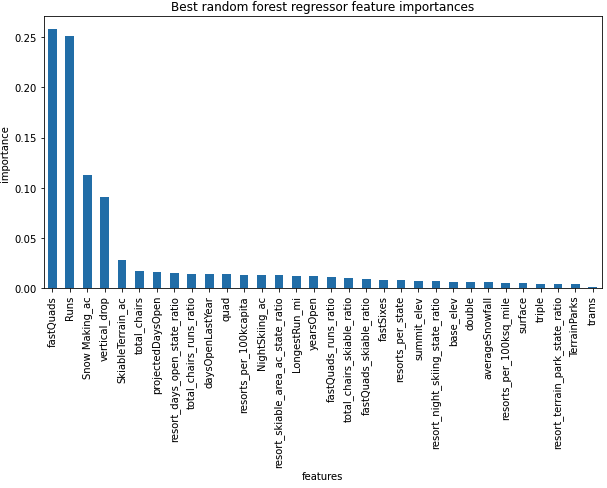 Best random forest regressor feature importances
importance
0.25
0.20
0.15
0.10
0.05
0.00
fastQuads
Runs
Snow Making_ac
vertical_drop
SkiableTerrain_ac
total_chairs
projectedDaysOpen
resort_days_open_state_ratio
total_chairs_runs_ratio
daysOpenLastYear
quad
resorts_per_100kcapita
NightSkiing_ac
resort_skiable_area_ac_state_ratio
LongestRun_mi
yearsOpen
fastQuads_runs_ratio
total_chairs_skiable_ratio
fastQuads_skiable_ratio
fastSixes
resorts_per_state
summit_elev
resort_night_skiing_state_ratio
base_elev
double
averageSnowfall
resorts_per_100ksq_mile
surface
triple
resort_terrain_park_state_ratio
TerrainParks
trams
features